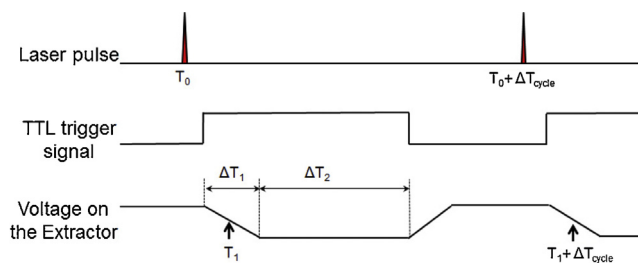 Laser pulse
T₀
T₀+ ΔTcycle
TTL trigger
signal
ΔT₁
ΔT₂
Voltage on
the Extractor
T₁
T₁+ ΔTcycle